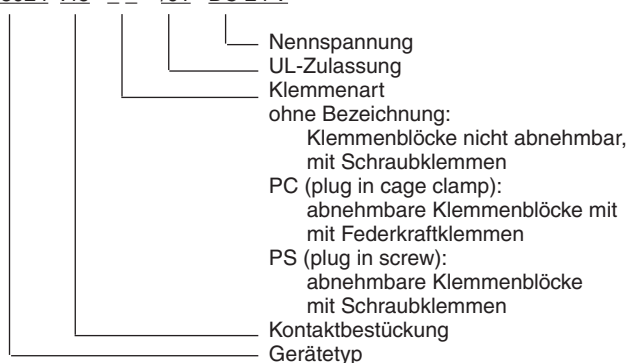 Nennspannung
UL-Zulassung
Klemmenart
ohne Bezeichnung:
Klemmenblöcke nicht abnehmbar,
mit Schraubklemmen
PC (plug in cage clamp):
abnehmbare Klemmenblöcke mit
mit Federkraftklemmen
PS (plug in screw):
abnehmbare Klemmenblöcke
mit Schraubklemmen
Kontaktbestückung
Gerätetyp